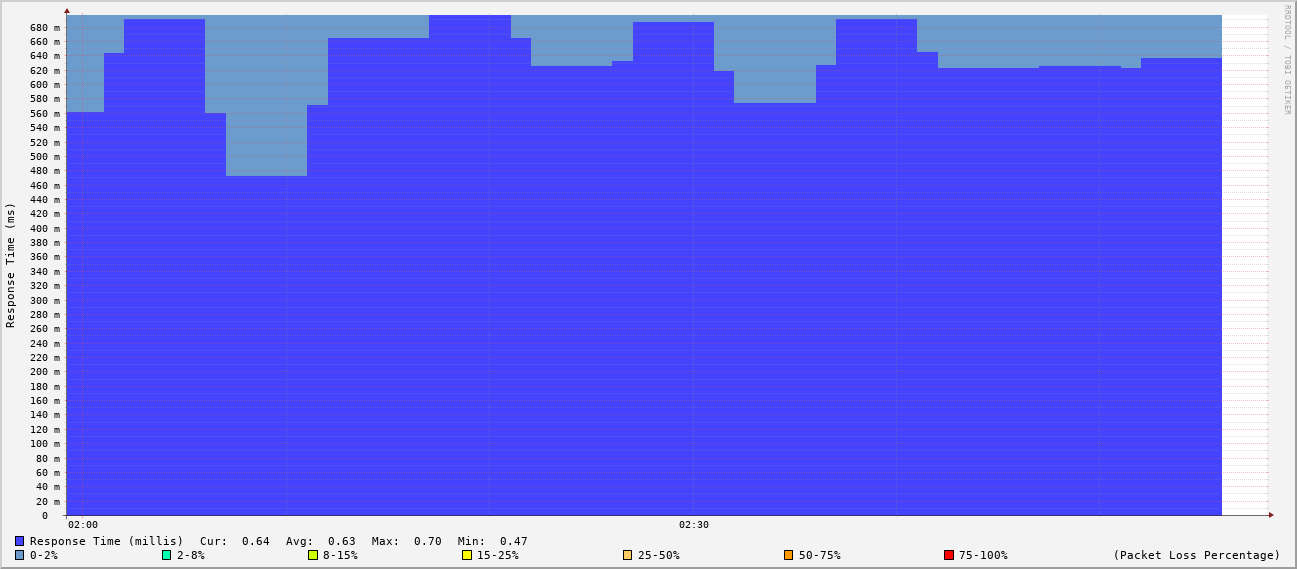 RRDTOOL / TOBI OETIKER
Response Time (ms)
680 m
660 m
640 m
620 m
600 m
580 m
560 m
540 m
520 m
500 m
480 m
460 m
440 m
420 m
400 m
380 m
360 m
340 m
320 m
300 m
280 m
260 m
240 m
220 m
200 m
180 m
160 m
140 m
120 m
100 m
80 m
60 m
40 m
20 m
0
02:00 02:30
Response Time (millis) Cur: 0.64 Avg: 0.63 Max: 0.70 Min: 0.47
0-2% 2-8% 8-15% 15-25% 25-50% 50-75% 75-100% (Packet Loss Percentage)